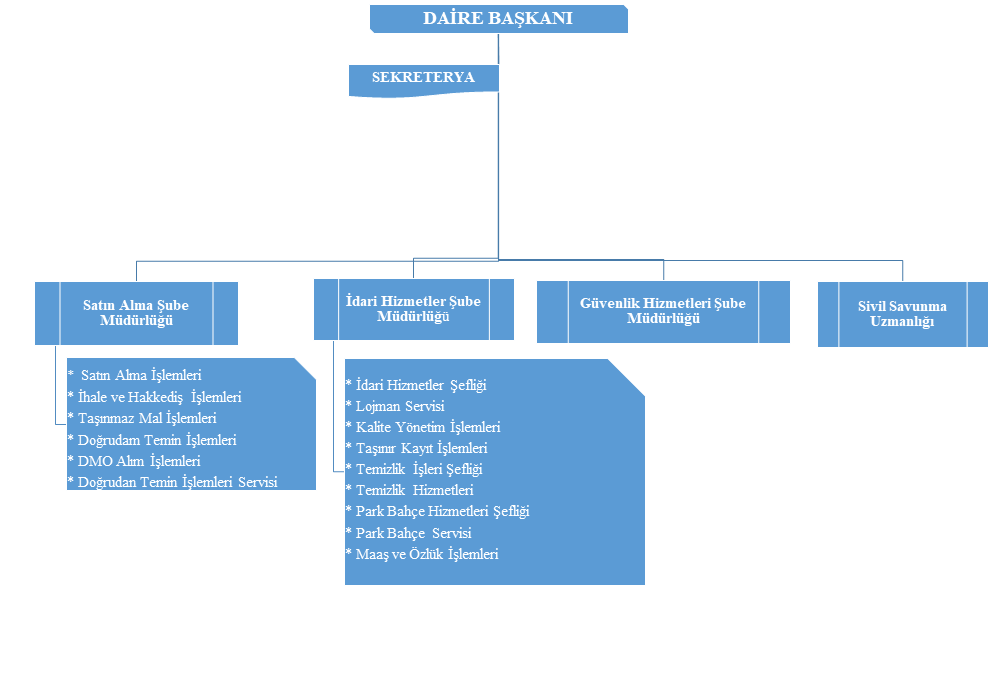 DAİRE BAŞKANI
SEKRETERYA
Satın Alma Şube
Müdürlüğü
* Satın Alma İşlemleri
* İhale ve Hakkediş İşlemleri
* Taşınmaz Mal İşlemleri
* Doğrudam Temin İşlemleri
* DMO Alım İşlemleri
* Doğrudan Temin İşlemleri Servisi
İdari Hizmetler Şube
Müdürlüğü
* İdari Hizmetler Şefliği
* Lojman Servisi
* Kalite Yönetim İşlemleri
* Taşınır Kayıt İşlemleri
* Temizlik İşleri Şefliği
* Temizlik Hizmetleri
* Park Bahçe Hizmetleri Şefliği
* Park Bahçe Servisi
* Maaş ve Özlük İşlemleri
Güvenlik Hizmetleri Şube
Müdürlüğü
Sivil Savunma
Uzmanlığı